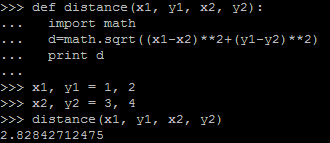 >>> def distance(x1, y1, x2, y2):
...   import math
...   d=math.sqrt((x1-x2)**2+(y1-y2)**2)
...   print d
...
>>> x1, y1 = 1, 2
>>> x2, y2 = 3, 4
>>> distance(x1, y1, x2, y2)
2.82842712475